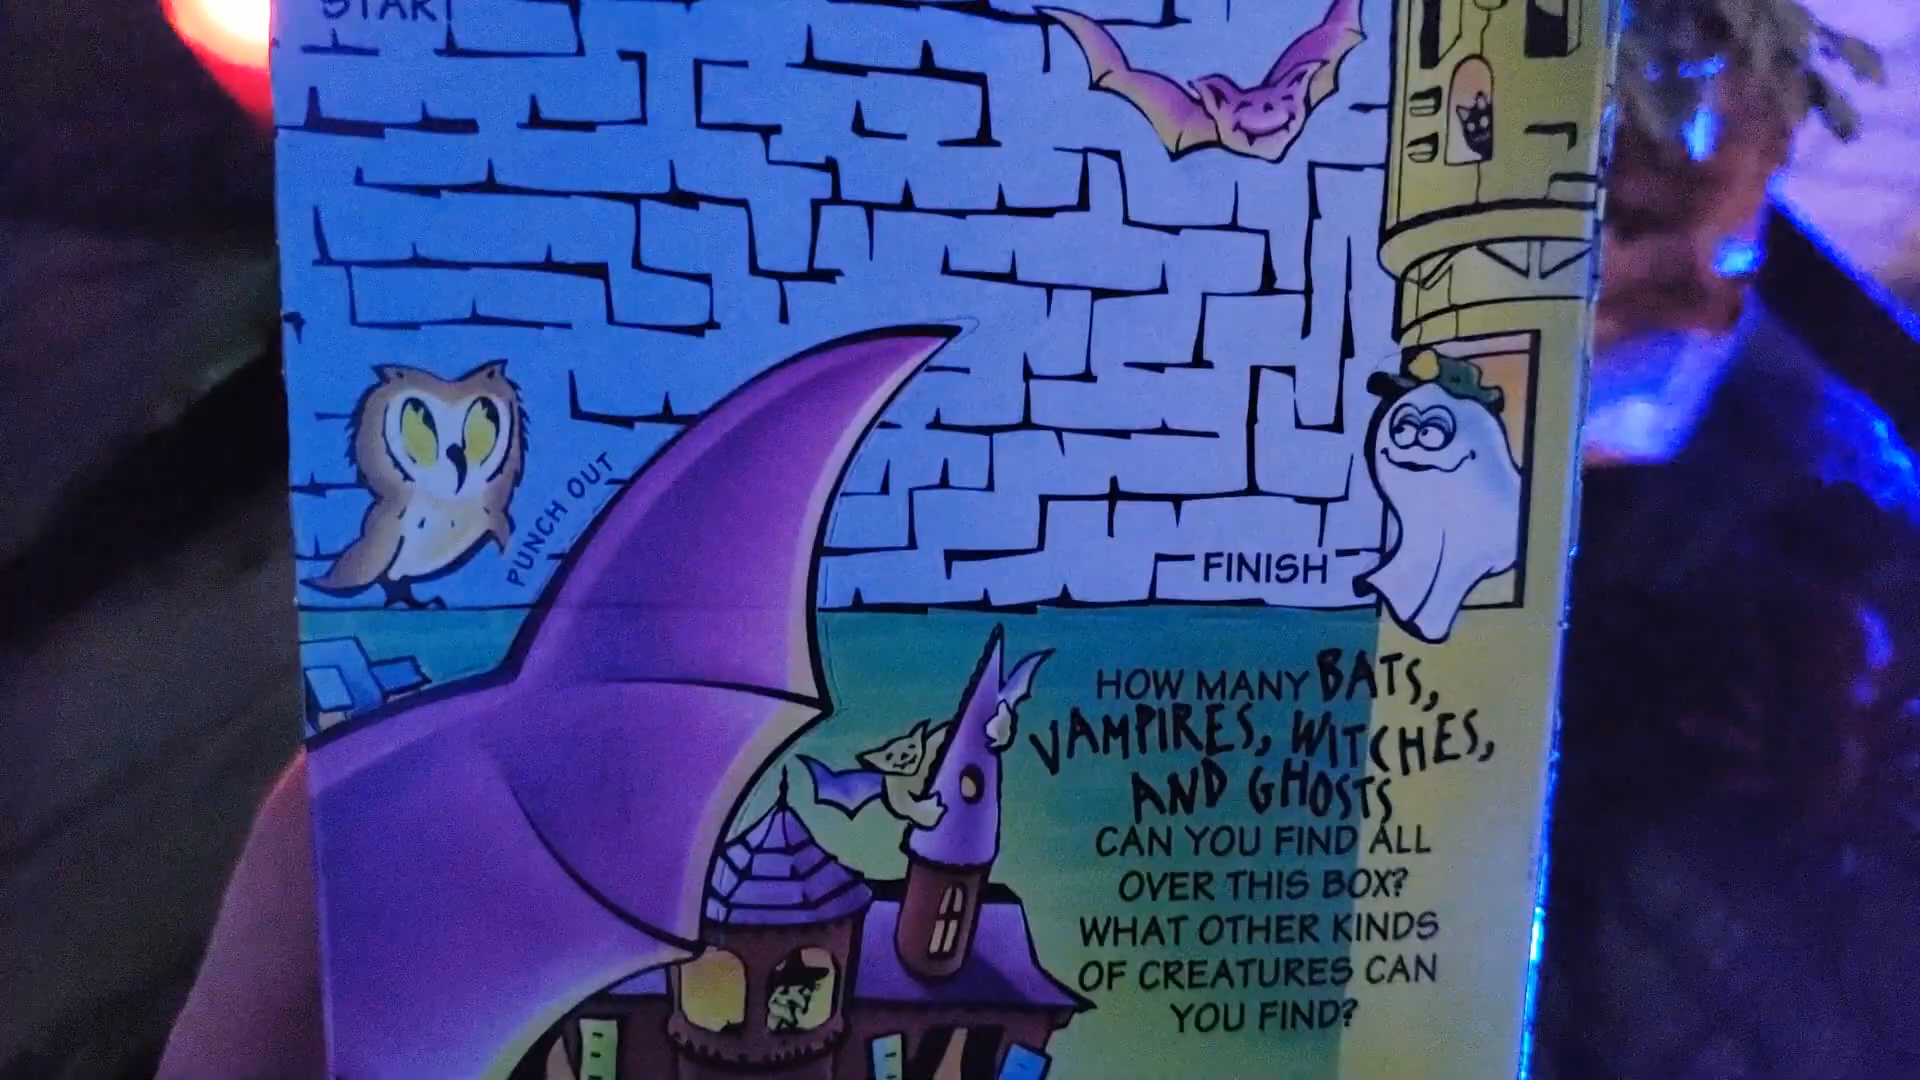 START
PUNCH OUT
FINISH
HOW MANY BATS,
VAMPIRES, WITCHES,
AND GHOSTS
CAN YOU FIND ALL
OVER THIS BOX?
WHAT OTHER KINDS
OF CREATURES CAN
YOU FIND?